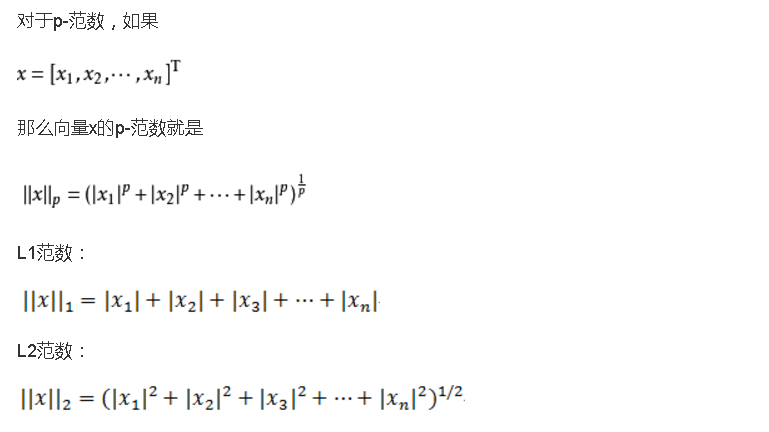 对于p-范数，如果
x = [x₁, x₂, ⋯, xₙ]ᵀ
那么向量x的p-范数就是
||x||ₚ = (|x₁|ᵖ + |x₂|ᵖ + ⋯ + |xₙ|ᵖ)^(1/p)
L1范数：
||x||₁ = |x₁| + |x₂| + |x₃| + ⋯ + |xₙ|
L2范数：
||x||₂ = (|x₁|² + |x₂|² + |x₃|² + ⋯ + |xₙ|²)^(1/2)